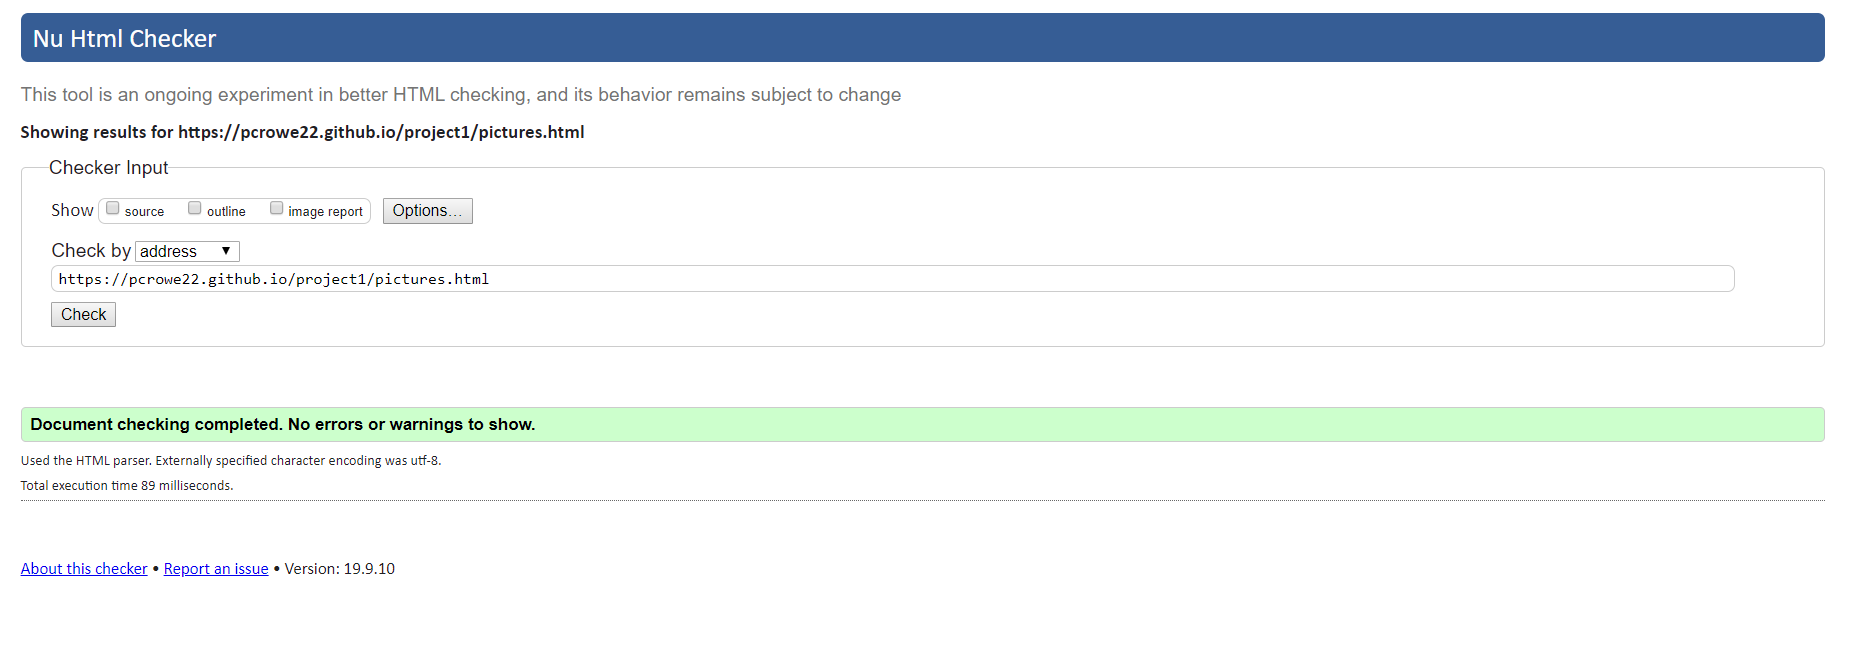 Nu Html Checker
This tool is an ongoing experiment in better HTML checking, and its behavior remains subject to change
Showing results for https://pcrowe22.github.io/project1/pictures.html
Checker Input
Show source outline image report Options...
Check by address
https://pcrowe22.github.io/project1/pictures.html
Check
Document checking completed. No errors or warnings to show.
Used the HTML parser. Externally specified character encoding was utf-8.
Total execution time 89 milliseconds.
About this checker • Report an issue • Version: 19.9.10